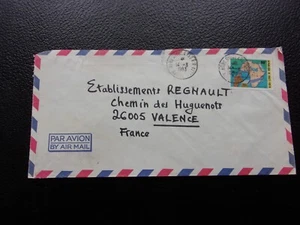 Etablissements REGNAULT
Chemin des Huguenots
26005 VALENCE
France
PAR AVION
BY AIR MAIL